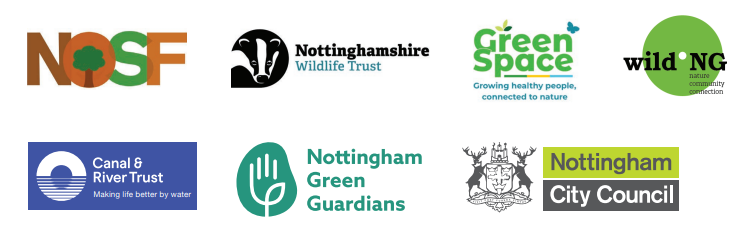 NOSF
Nottinghamshire
Wildlife Trust
Green
Space
Growing healthy people,
connected to nature
wild NG
nature
community
connection
Canal &
River Trust
Making life better by water
Nottingham
Green
Guardians
Nottingham
City Council